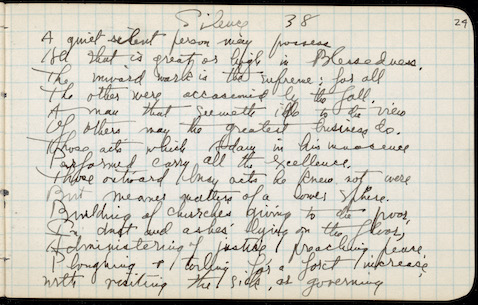 Silence 38
29
A quiet silent person may possess
All that is great or high in Blessedness.
The inward work is the supreme; for all
The other were occasioned by the fall.
A man that seemeth idle to the view
Of others may the greatest business do.
Those acts which Adam in his innocence
Performed carry all the excellence.
Those outward busy acts he knew not were
But meaner matters of a lower sphere.
Building of churches giving to the poor,
In dust and ashes lying on the floor,
Administering of justice, preaching peace,
Ploughing & toiling for a forc't increase
With visiting the sick, or governing